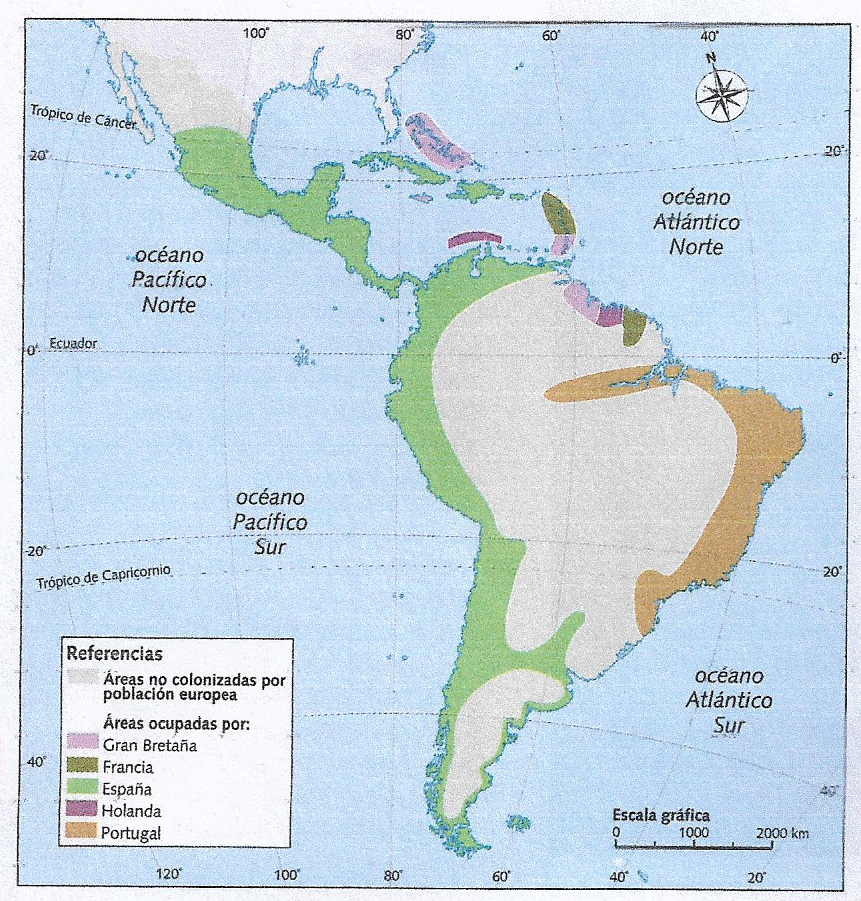 100°
80°
60°
40°
N
Trópico de Cáncer
20°
20°
océano
Atlántico
Norte
océano
Pacífico
Norte
Ecuador
0°
0°
océano
Pacífico
Sur
20°
Trópico de Capricornio
20°
océano
Atlántico
Sur
Referencias
Áreas no colonizadas por
población europea
Áreas ocupadas por:
Gran Bretaña
Francia
España
Holanda
Portugal
40°
40°
Escala gráfica
0 1000 2000 km
120°
100°
80°
60°
40°
20°